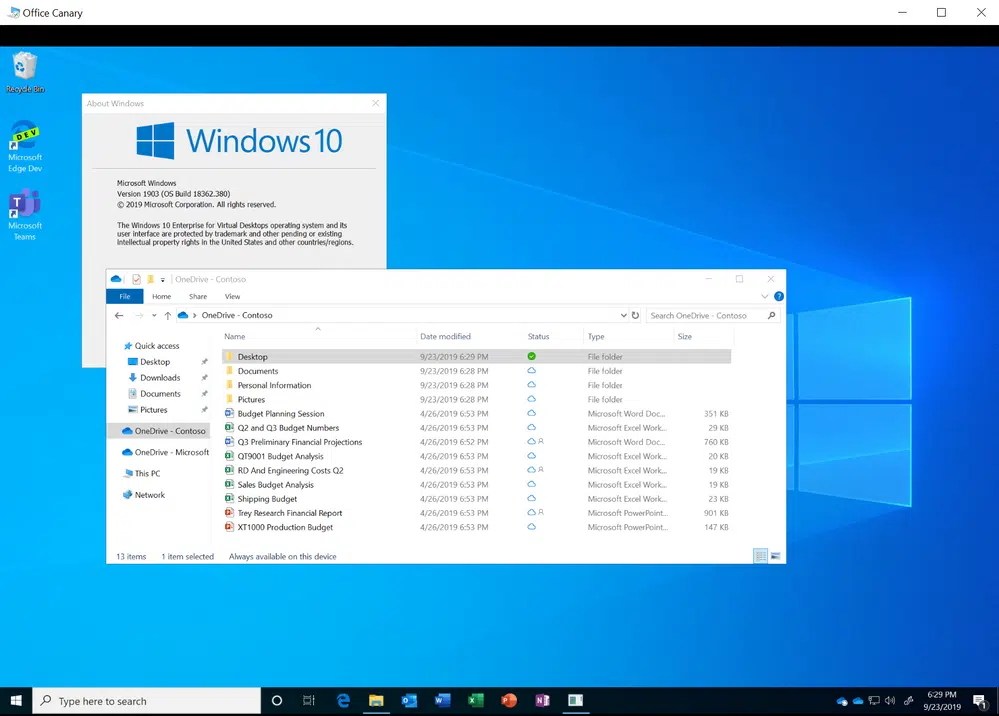 Office Canary
Recycle Bin
Microsoft
Edge Dev
DEV
Microsoft
Teams
About Windows
Windows 10
Microsoft Windows
Version 1903 (OS Build 18362.380)
© 2019 Microsoft Corporation. All rights reserved.
The Windows 10 Enterprise for Virtual Desktops operating system and its
user interface are protected by trademark and other pending or existing
intellectual property rights in the United States and other countries/regions.
OneDrive - Contoso
File Home Share View
OneDrive - Contoso Search OneDrive - Contoso
Name Date modified Status Type Size
Quick access
Desktop
Downloads
Documents
Pictures
OneDrive - Contoso
OneDrive - Microsoft
This PC
Network
Desktop 9/23/2019 6:29 PM File folder
Documents 9/23/2019 6:28 PM File folder
Personal Information 9/23/2019 6:28 PM File folder
Pictures 9/23/2019 6:28 PM File folder
Budget Planning Session 4/26/2019 6:53 PM Microsoft Word Doc... 351 KB
Q2 and Q3 Budget Numbers 4/26/2019 6:53 PM Microsoft Excel Work... 29 KB
Q3 Preliminary Financial Projections 4/26/2019 6:52 PM Microsoft Word Doc... 760 KB
QT9001 Budget Analysis 4/26/2019 6:53 PM Microsoft Excel Work... 20 KB
RD And Engineering Costs Q2 4/26/2019 6:53 PM Microsoft Excel Work... 19 KB
Sales Budget Analysis 4/26/2019 6:53 PM Microsoft Excel Work... 19 KB
Shipping Budget 4/26/2019 6:53 PM Microsoft Excel Work... 23 KB
Trey Research Financial Report 4/26/2019 6:53 PM Microsoft PowerPoint... 901 KB
XT1000 Production Budget 4/26/2019 6:53 PM Microsoft PowerPoint... 147 KB
13 items 1 item selected Always available on this device
Type here to search
6:29 PM
9/23/2019
1